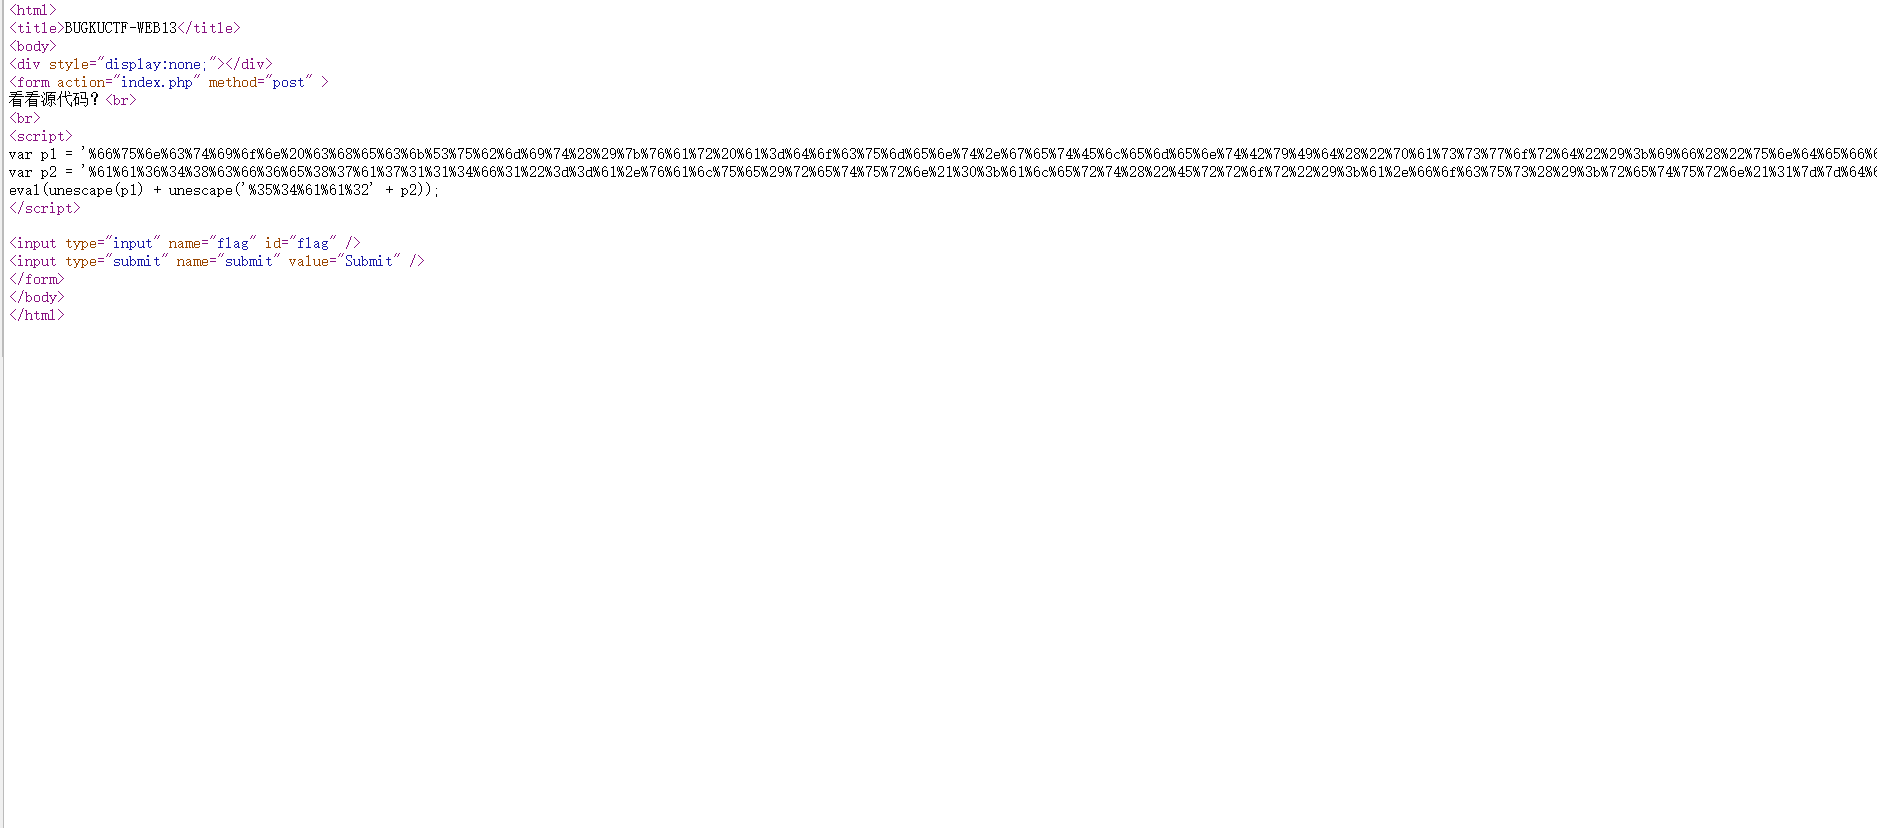 <html>
<title>BUGKUCTF-WEB13</title>
<body>
<div style="display:none;"></div>
<form action="index.php" method="post" >
看看源代码？<br>
<br>
<script>
var p1 = '%66%75%6e%63%74%69%6f%6e%20%63%68%65%63%6b%53%75%62%6d%69%74%28%29%7b%76%61%72%20%61%3d%64%6f%63%75%6d%65%6e%74%2e%67%65%74%45%6c%65%6d%65%6e%74%42%79%49%64%28%22%70%61%73%73%77%6f%72%64%22%29%3b%69%66%28%22%75%6e%64%65%66%6
var p2 = '%61%61%36%34%38%63%66%36%65%38%37%61%37%31%31%34%66%31%22%3d%3d%61%2e%76%61%6c%75%65%29%72%65%74%75%72%6e%21%30%3b%61%6c%65%72%74%28%22%45%72%72%6f%72%22%29%3b%61%2e%66%6f%63%75%73%28%29%3b%72%65%74%75%72%6e%21%31%7d%7d%64%6
eval(unescape(p1) + unescape('%35%34%61%61%32' + p2));
</script>
<input type="input" name="flag" id="flag" />
<input type="submit" name="submit" value="Submit" />
</form>
</body>
</html>